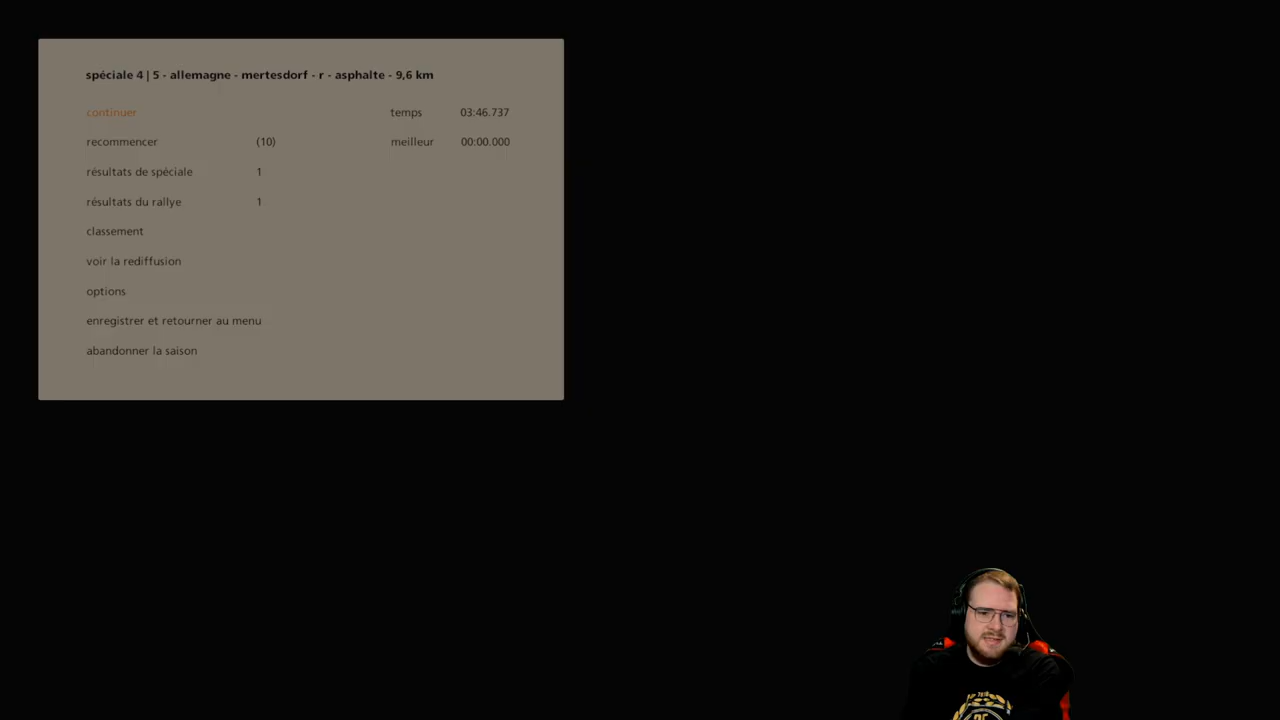 spéciale 4 | 5 - allemagne - mertesdorf - r - asphalte - 9,6 km
continuer temps 03:46.737
recommencer (10) meilleur 00:00.000
résultats de spéciale 1
résultats du rallye 1
classement
voir la rediffusion
options
enregistrer et retourner au menu
abandonner la saison